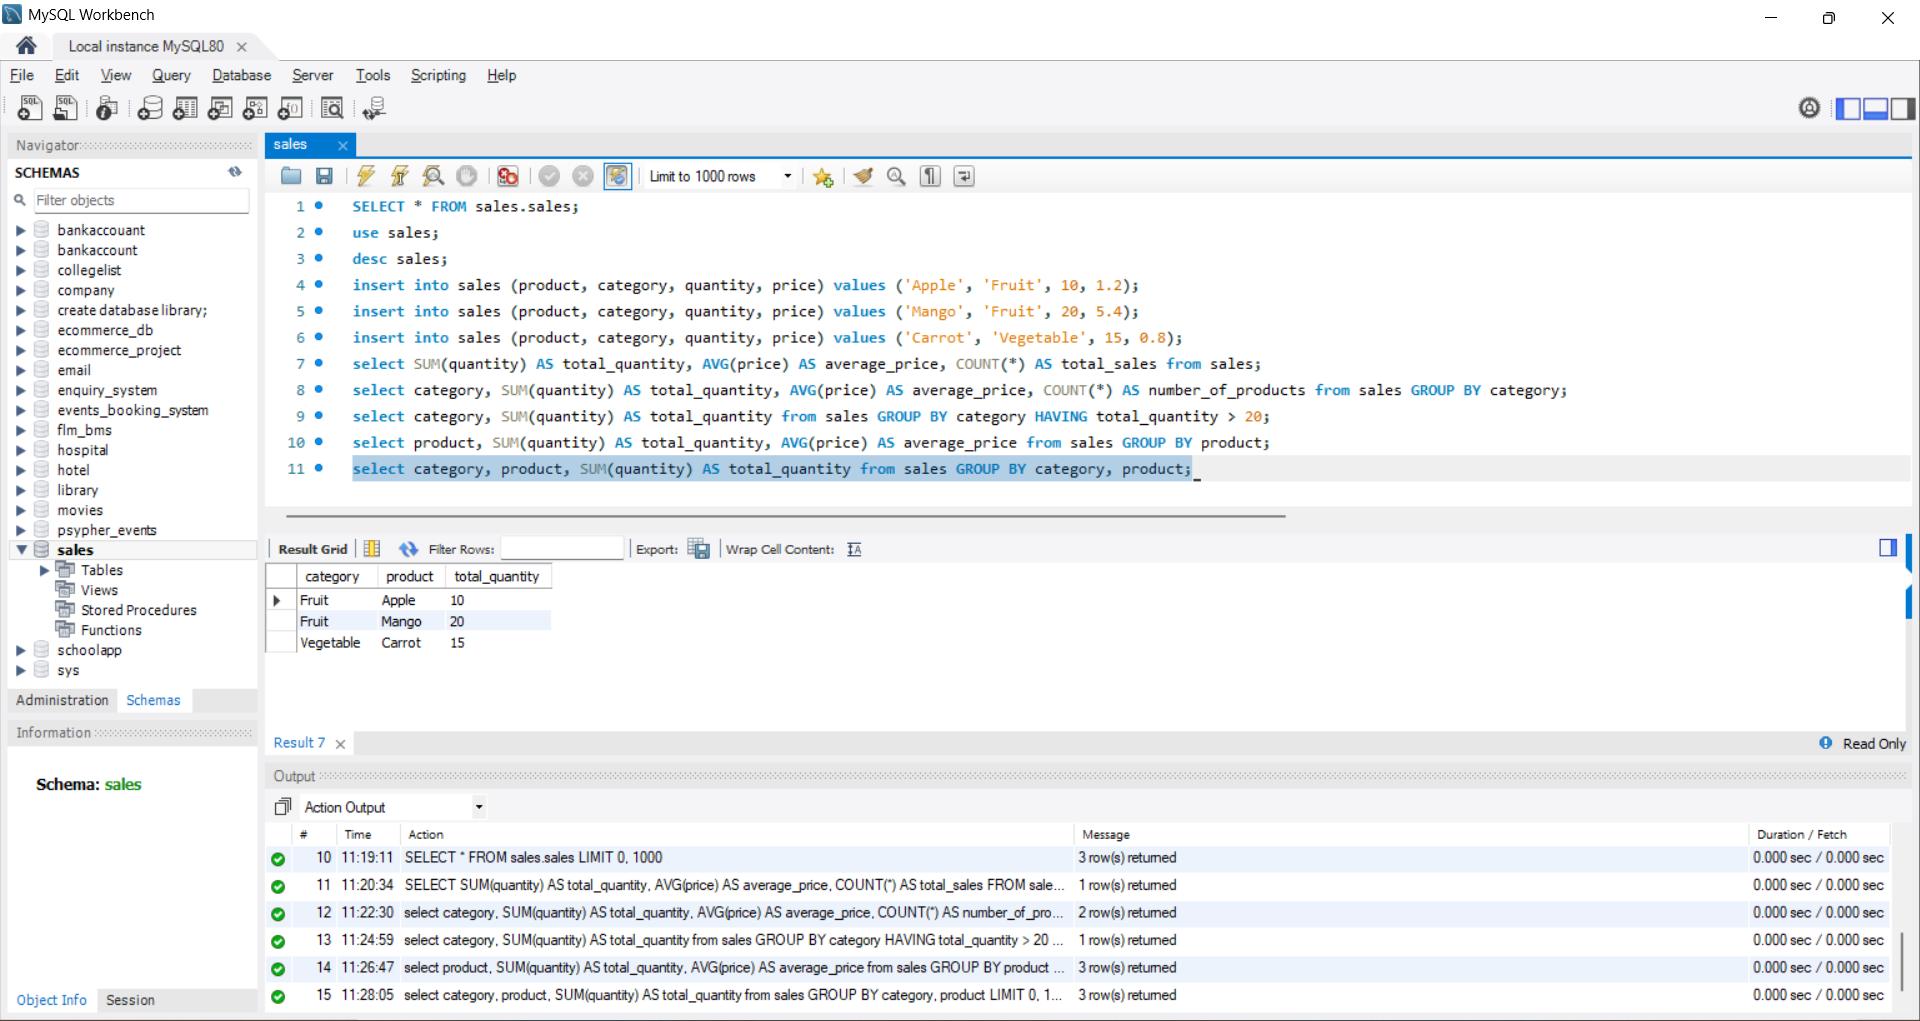 MySQL Workbench
Local instance MySQL80
File Edit View Query Database Server Tools Scripting Help
Navigator
SCHEMAS
Filter objects
bankaccouant
bankaccount
collegelist
company
create database library;
ecommerce_db
ecommerce_project
email
enquiry_system
events_booking_system
flm_bms
hospital
hotel
library
movies
psypher_events
sales
Tables
Views
Stored Procedures
Functions
schoolapp
sys
Administration Schemas
Information
Schema: sales
Object Info Session
sales
Limit to 1000 rows
1 SELECT * FROM sales.sales;
2 use sales;
3 desc sales;
4 insert into sales (product, category, quantity, price) values ('Apple', 'Fruit', 10, 1.2);
5 insert into sales (product, category, quantity, price) values ('Mango', 'Fruit', 20, 5.4);
6 insert into sales (product, category, quantity, price) values ('Carrot', 'Vegetable', 15, 0.8);
7 select SUM(quantity) AS total_quantity, AVG(price) AS average_price, COUNT(*) AS total_sales from sales;
8 select category, SUM(quantity) AS total_quantity, AVG(price) AS average_price, COUNT(*) AS number_of_products from sales GROUP BY category;
9 select category, SUM(quantity) AS total_quantity from sales GROUP BY category HAVING total_quantity > 20;
10 select product, SUM(quantity) AS total_quantity, AVG(price) AS average_price from sales GROUP BY product;
11 select category, product, SUM(quantity) AS total_quantity from sales GROUP BY category, product;
Result Grid Filter Rows: Export: Wrap Cell Content:
category product total_quantity
Fruit Apple 10
Fruit Mango 20
Vegetable Carrot 15
Result 7 Read Only
Output
Action Output
# Time Action Message Duration / Fetch
10 11:19:11 SELECT * FROM sales.sales LIMIT 0, 1000 3 row(s) returned 0.000 sec / 0.000 sec
11 11:20:34 SELECT SUM(quantity) AS total_quantity, AVG(price) AS average_price, COUNT(*) AS total_sales FROM sale... 1 row(s) returned 0.000 sec / 0.000 sec
12 11:22:30 select category, SUM(quantity) AS total_quantity, AVG(price) AS average_price, COUNT(*) AS number_of_pro... 2 row(s) returned 0.000 sec / 0.000 sec
13 11:24:59 select category, SUM(quantity) AS total_quantity from sales GROUP BY category HAVING total_quantity > 20 ... 1 row(s) returned 0.000 sec / 0.000 sec
14 11:26:47 select product, SUM(quantity) AS total_quantity, AVG(price) AS average_price from sales GROUP BY product ... 3 row(s) returned 0.000 sec / 0.000 sec
15 11:28:05 select category, product, SUM(quantity) AS total_quantity from sales GROUP BY category, product LIMIT 0, 1... 3 row(s) returned 0.000 sec / 0.000 sec